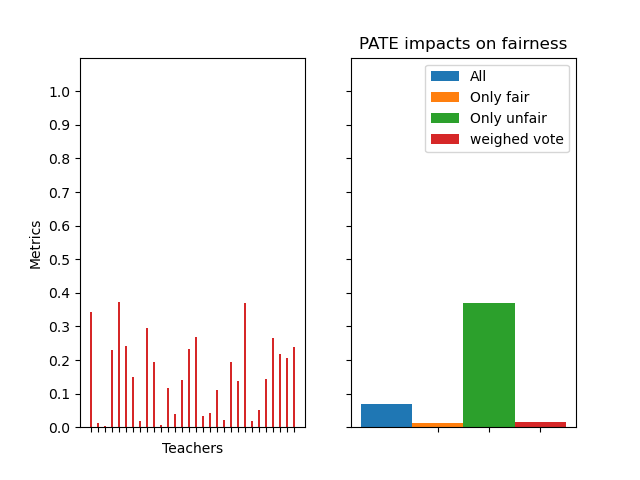 PATE impacts on fairness
All
Only fair
Only unfair
weighed vote
1.0
0.9
0.8
0.7
0.6
0.5
0.4
0.3
0.2
0.1
0.0
Metrics
Teachers